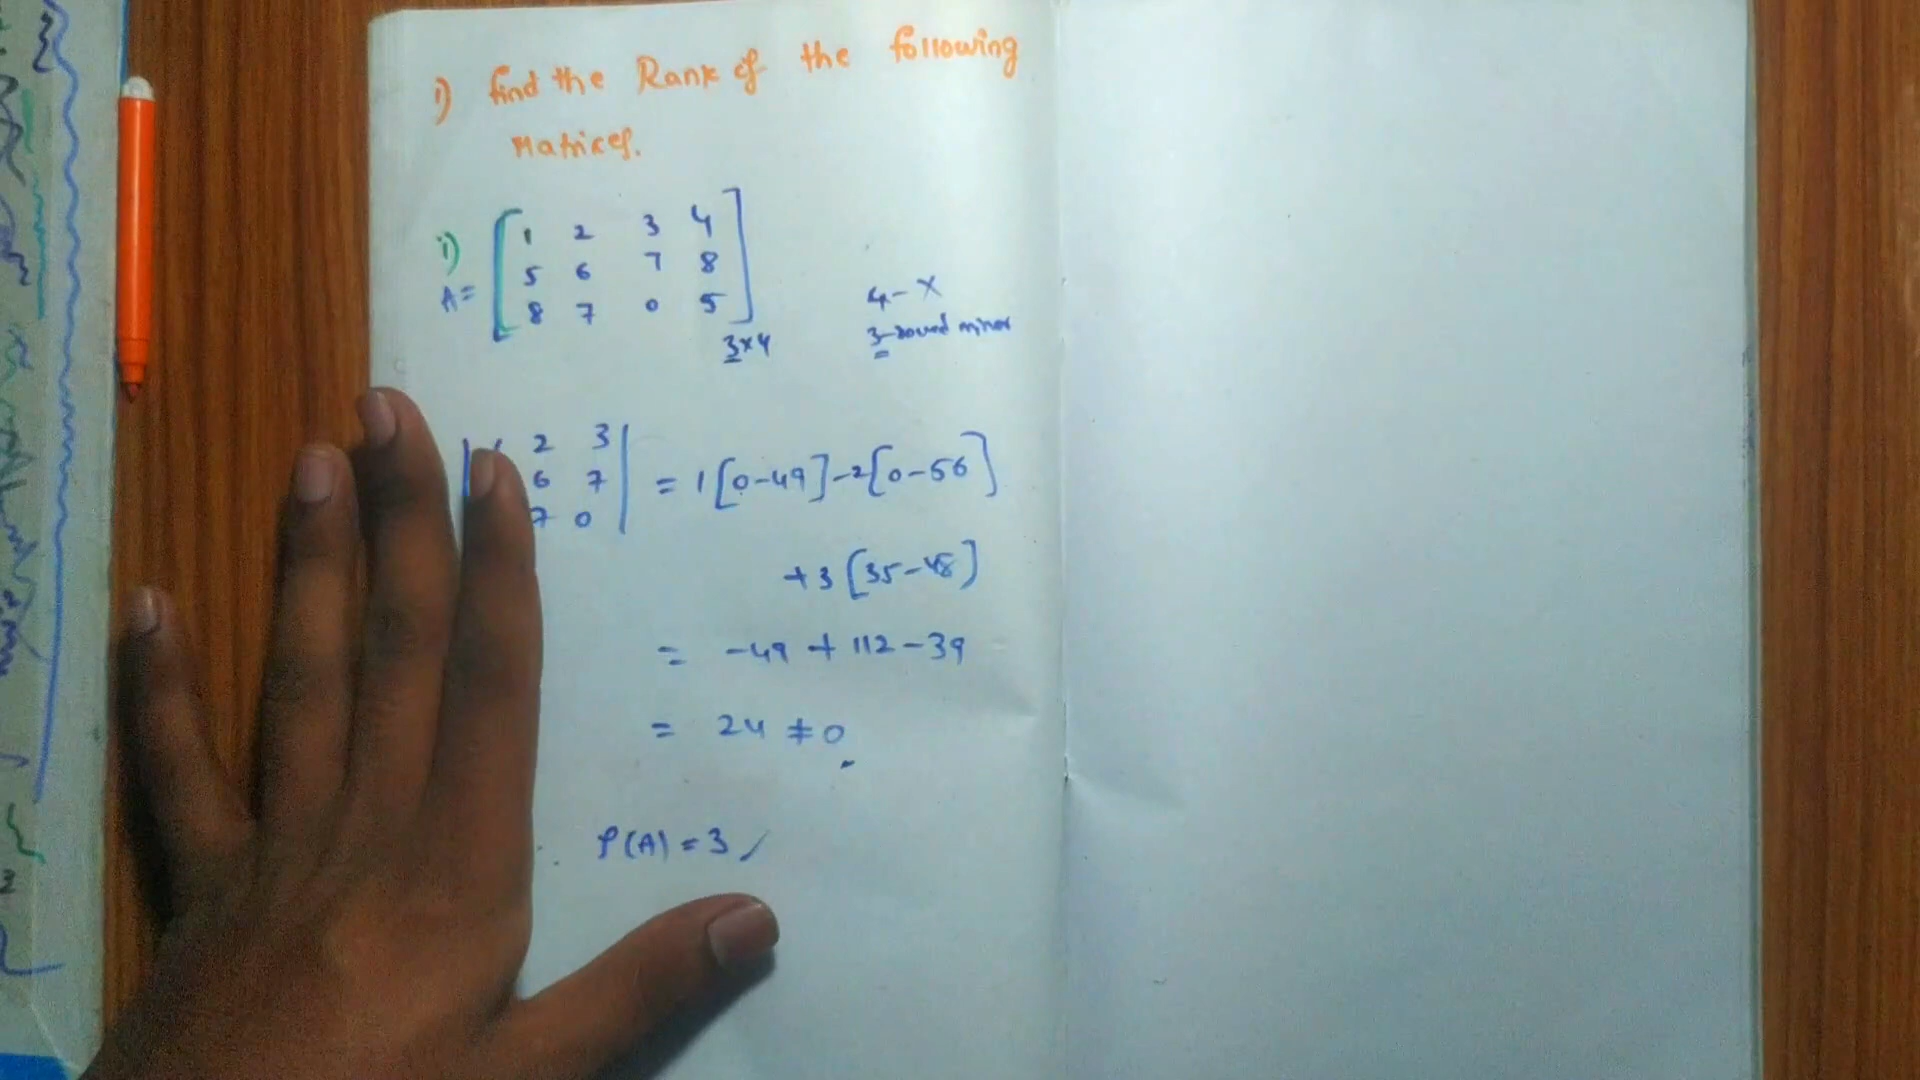 1) find the Rank of the following
Matrices.
i)
A = [ 1 2 3 4
5 6 7 8
8 7 0 5 ] 3×4
4 - ×
3- minor
| 2 3
6 7
7 0 | = 1[0-49] -2[0-56]
+3[35-48]
= -49 + 112 - 39
= 24 ≠ 0
∴ ρ(A) = 3